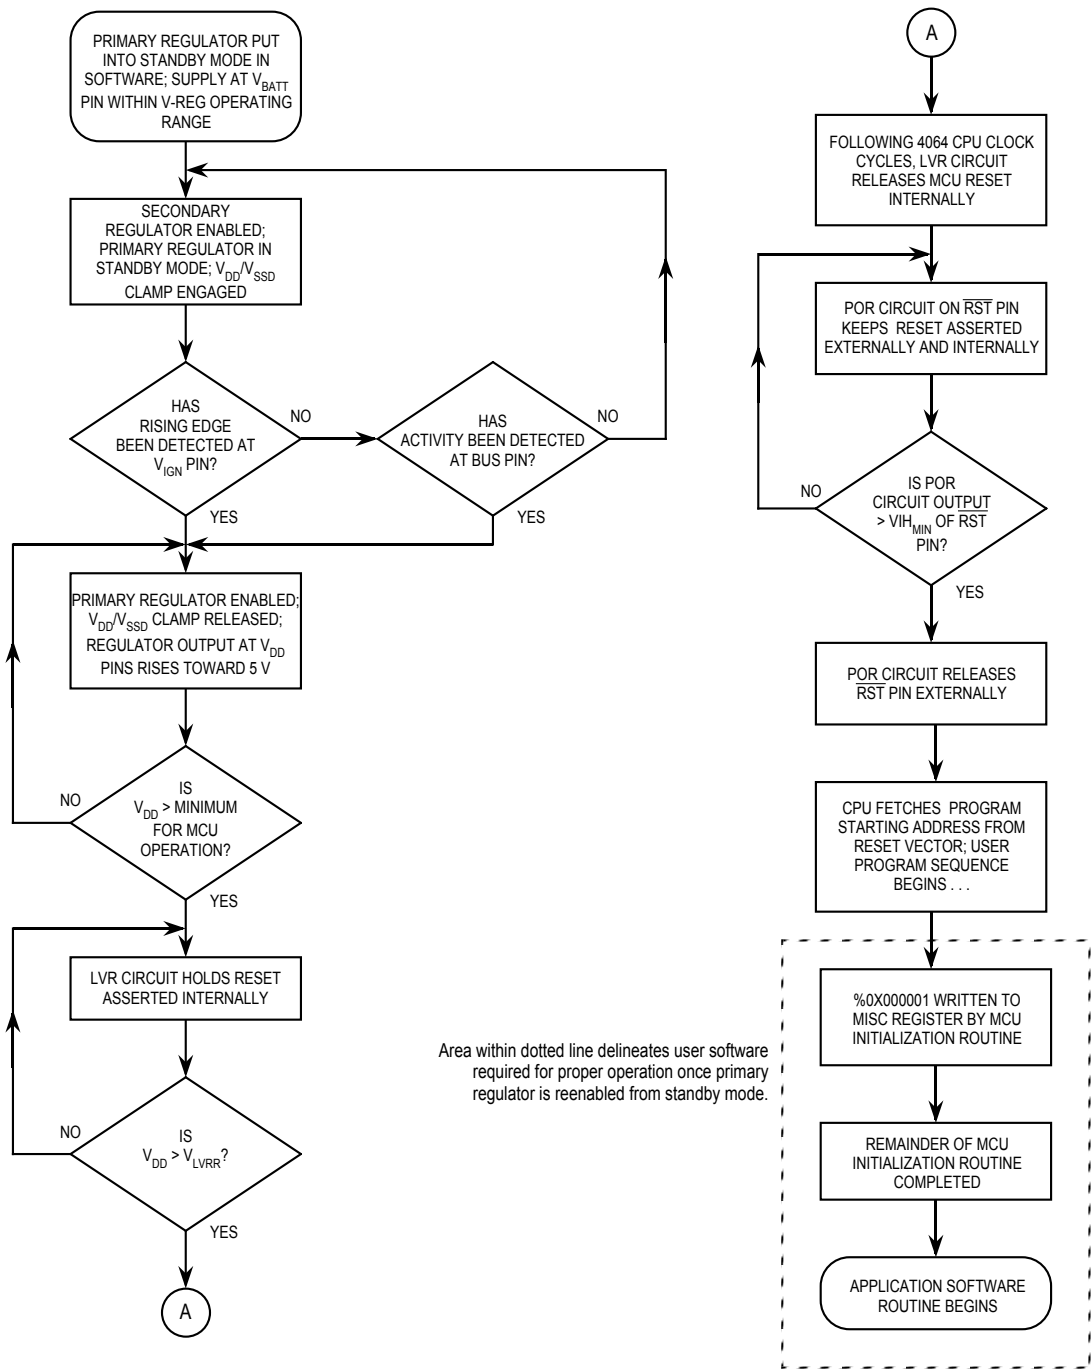 PRIMARY REGULATOR PUT
INTO STANDBY MODE IN
SOFTWARE; SUPPLY AT VBATT
PIN WITHIN V-REG OPERATING
RANGE
SECONDARY
REGULATOR ENABLED;
PRIMARY REGULATOR IN
STANDBY MODE; VDD/VSSD
CLAMP ENGAGED
HAS
RISING EDGE
BEEN DETECTED AT
VIGN PIN?
NO
YES
HAS
ACTIVITY BEEN DETECTED
AT BUS PIN?
NO
YES
PRIMARY REGULATOR ENABLED;
VDD/VSSD CLAMP RELEASED;
REGULATOR OUTPUT AT VDD
PINS RISES TOWARD 5 V
IS
VDD > MINIMUM
FOR MCU
OPERATION?
NO
YES
LVR CIRCUIT HOLDS RESET
ASSERTED INTERNALLY
IS
VDD > VLVRR?
NO
YES
A
A
FOLLOWING 4064 CPU CLOCK
CYCLES, LVR CIRCUIT
RELEASES MCU RESET
INTERNALLY
POR CIRCUIT ON RST PIN
KEEPS RESET ASSERTED
EXTERNALLY AND INTERNALLY
IS POR
CIRCUIT OUTPUT
> VIHMIN OF RST
PIN?
NO
YES
POR CIRCUIT RELEASES
RST PIN EXTERNALLY
CPU FETCHES PROGRAM
STARTING ADDRESS FROM
RESET VECTOR; USER
PROGRAM SEQUENCE
BEGINS . . .
%0X000001 WRITTEN TO
MISC REGISTER BY MCU
INITIALIZATION ROUTINE
REMAINDER OF MCU
INITIALIZATION ROUTINE
COMPLETED
APPLICATION SOFTWARE
ROUTINE BEGINS
Area within dotted line delineates user software
required for proper operation once primary
regulator is reenabled from standby mode.